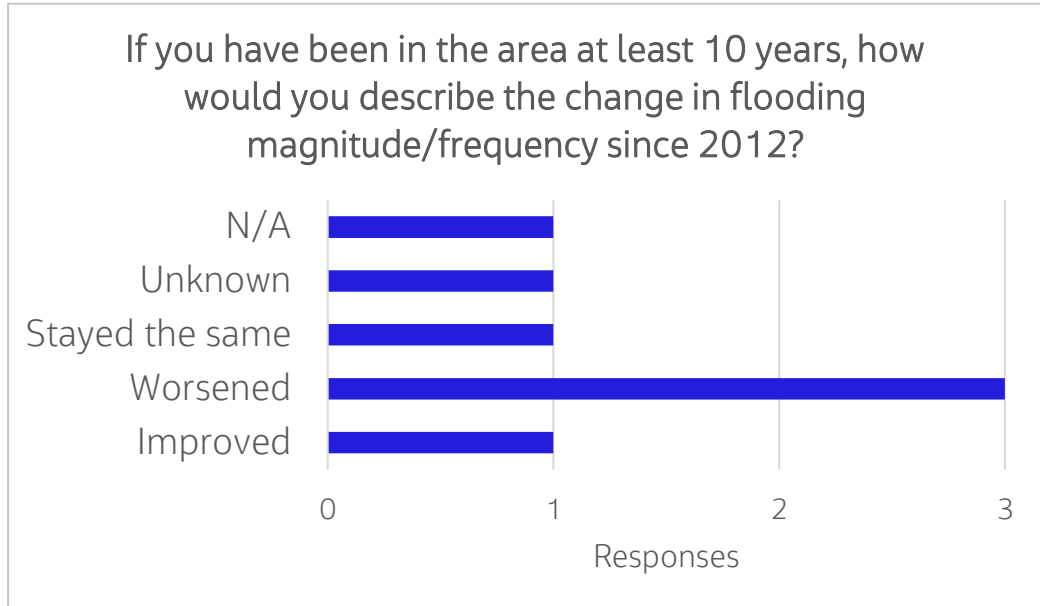 If you have been in the area at least 10 years, how
would you describe the change in flooding
magnitude/frequency since 2012?
N/A
Unknown
Stayed the same
Worsened
Improved
0 1 2 3
Responses